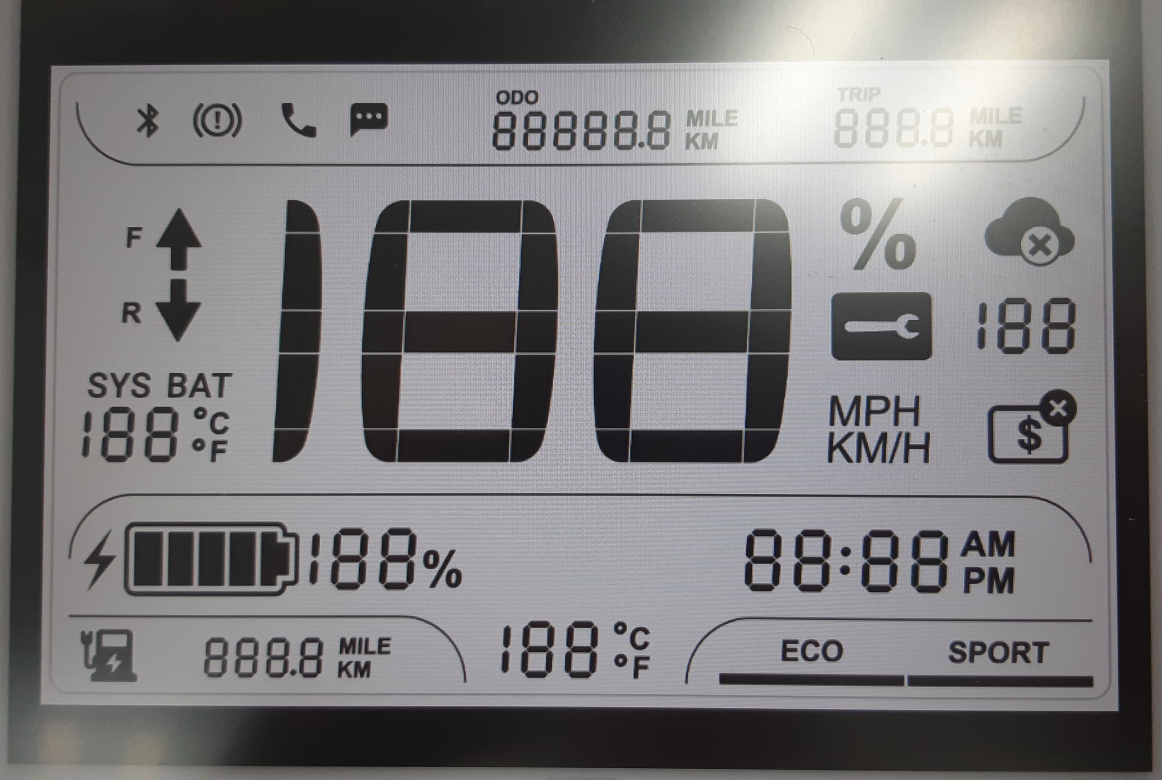 ODO
88888.8 MILE
KM
TRIP
888.8 MILE
KM
F
R
188
%
188
SYS BAT
188 °C
°F
MPH
KM/H
$
188%
88:88 AM
PM
888.8 MILE
KM
188 °C
°F
ECO
SPORT